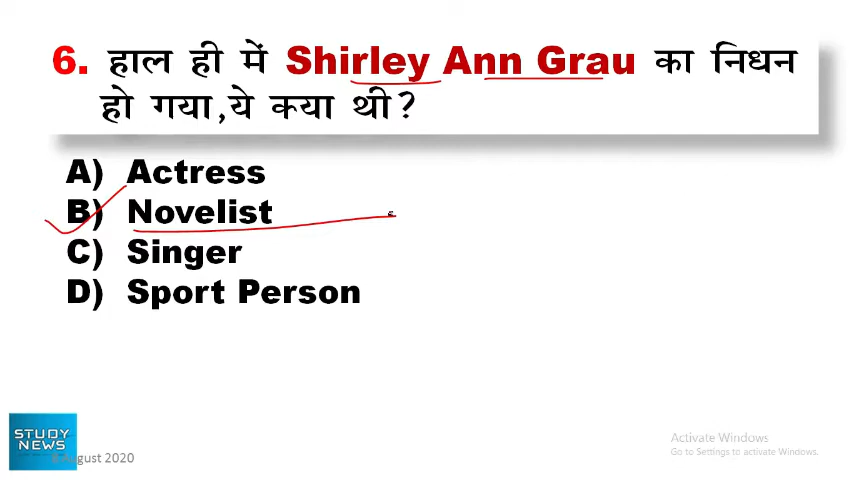 6. हाल ही में Shirley Ann Grau का निधन
हो गया,ये क्या थी?
A) Actress
B) Novelist
C) Singer
D) Sport Person
STUDY
NEWS
August 2020
Activate Windows
Go to Settings to activate Windows.